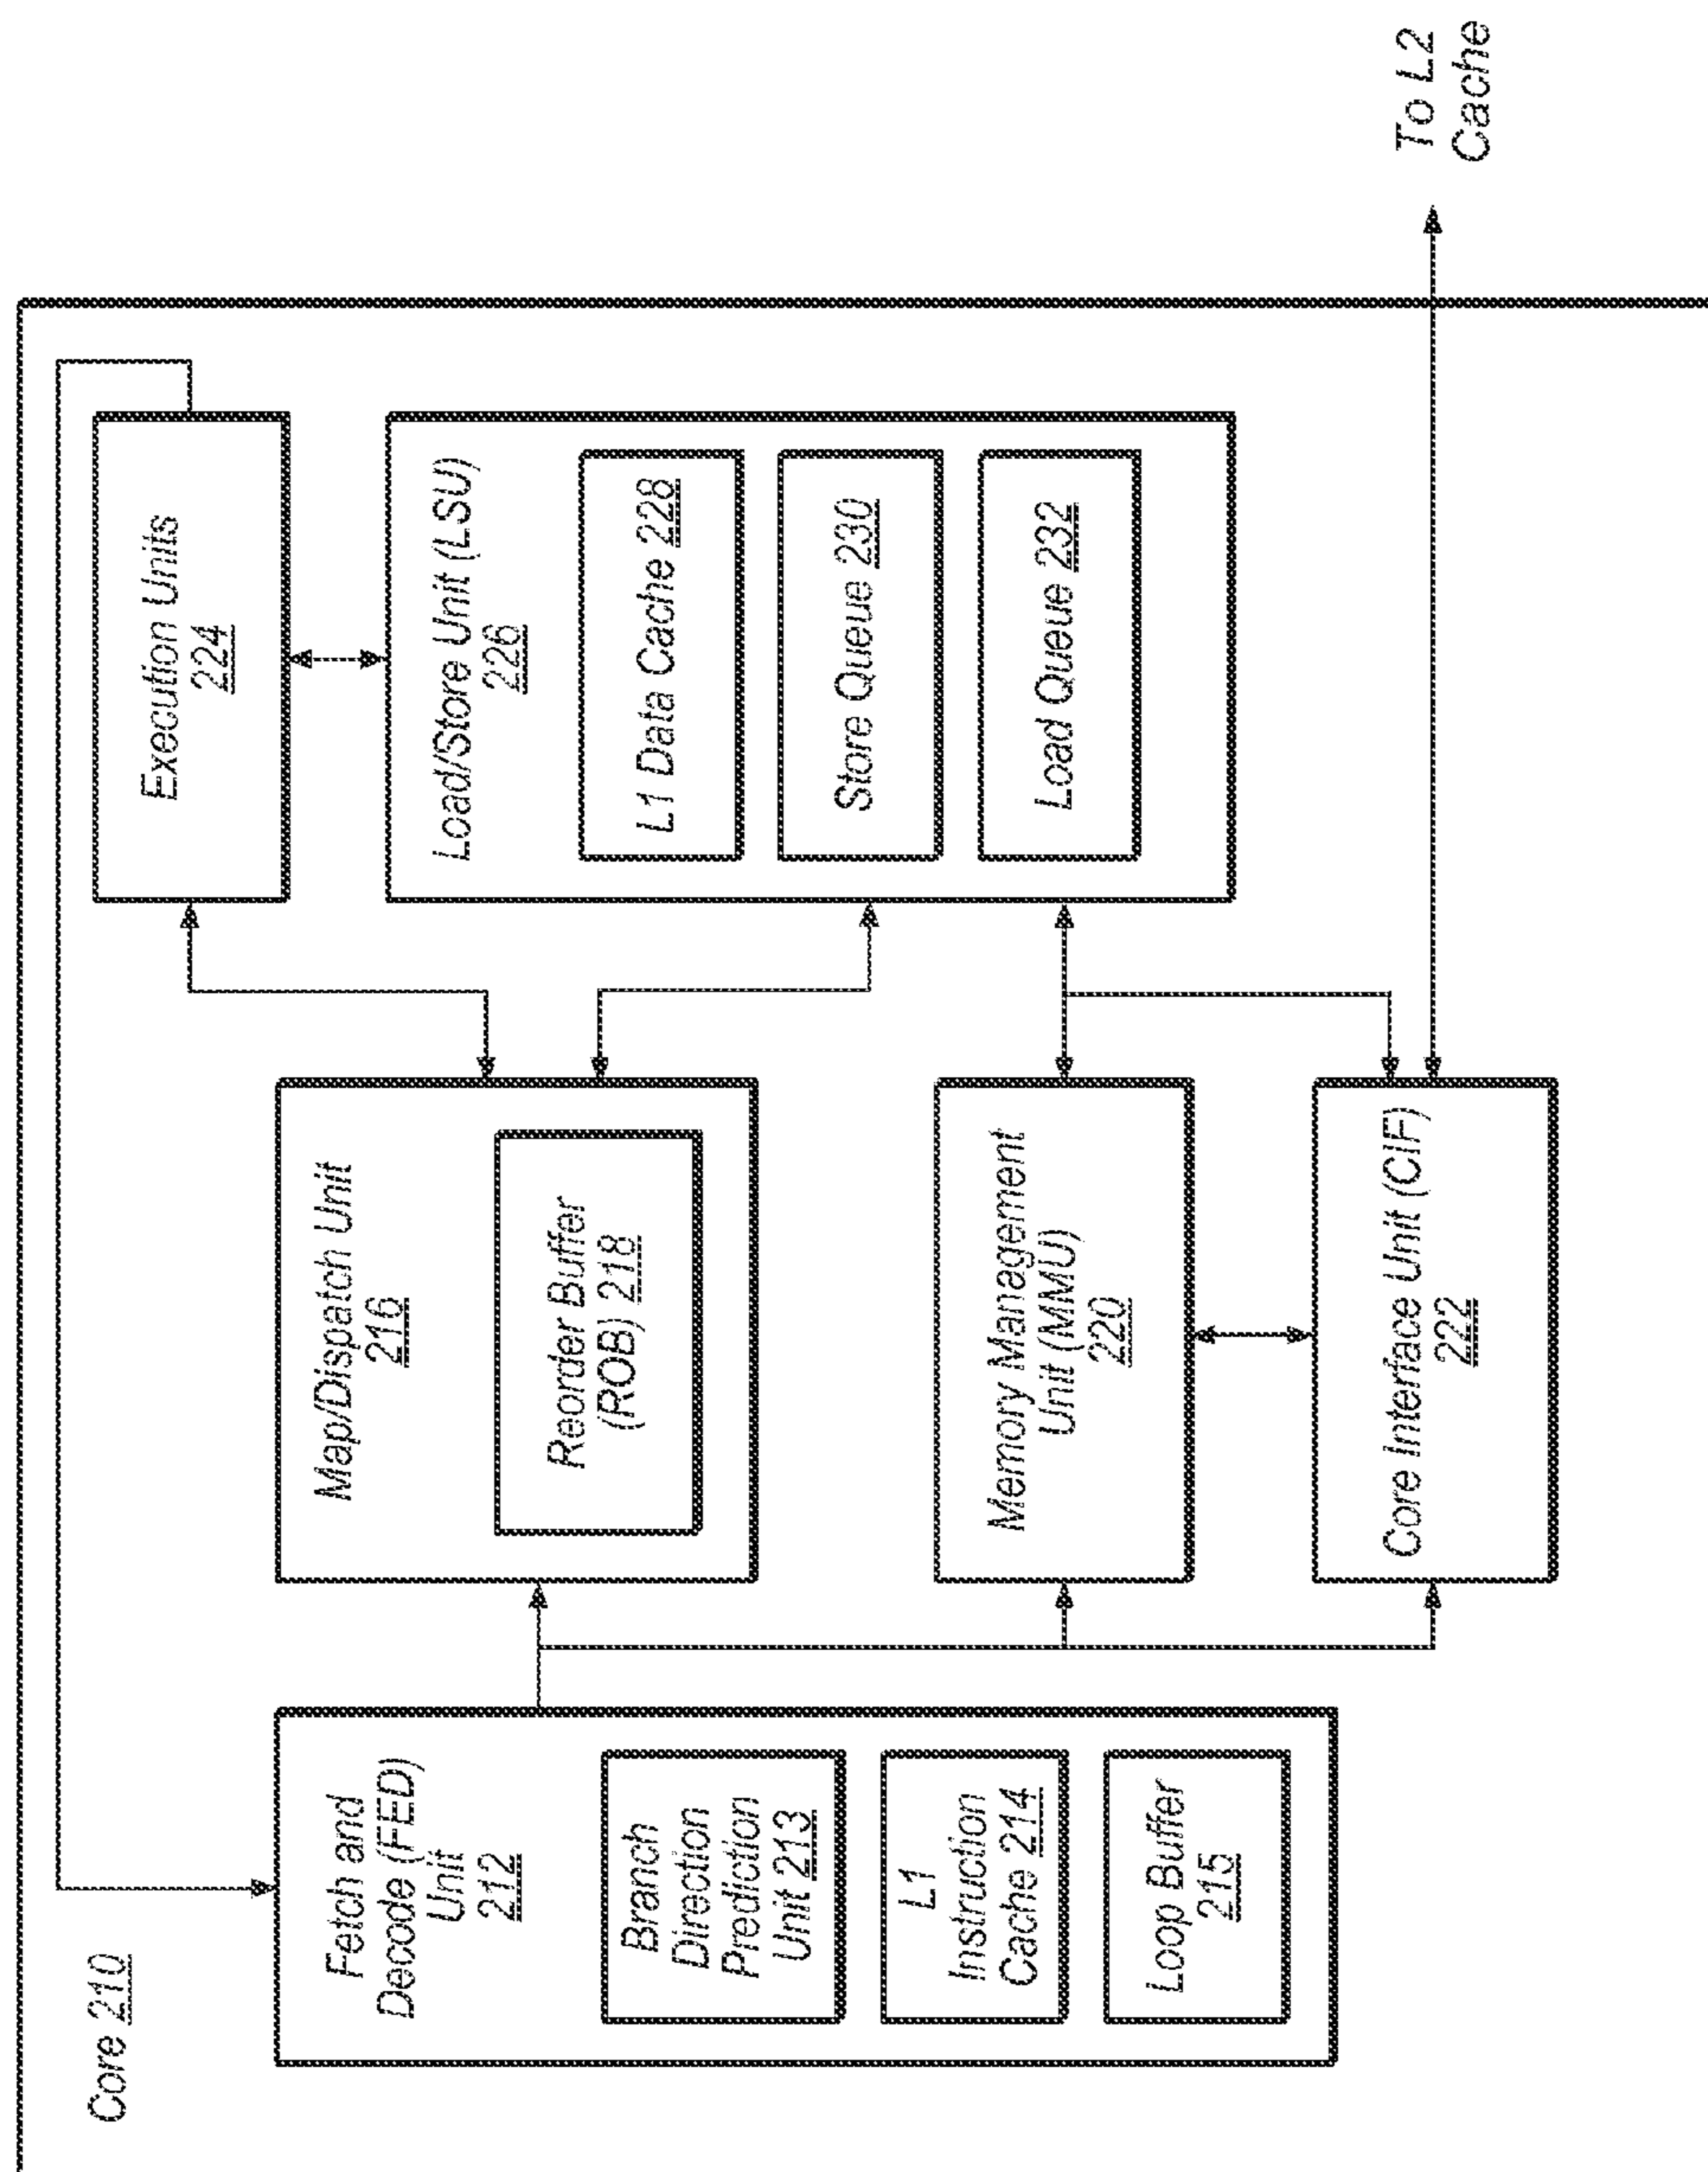 Core 210
Fetch and
Decode (FED)
Unit
212
Branch
Direction
Prediction
Unit 213
L1
Instruction
Cache 214
Loop Buffer
215
Map/Dispatch Unit
216
Reorder Buffer
(ROB) 218
Memory Management
Unit (MMU)
220
Core Interface Unit (CIF)
222
Execution Units
224
Load/Store Unit (LSU)
226
L1 Data Cache 228
Store Queue 230
Load Queue 232
To L2
Cache